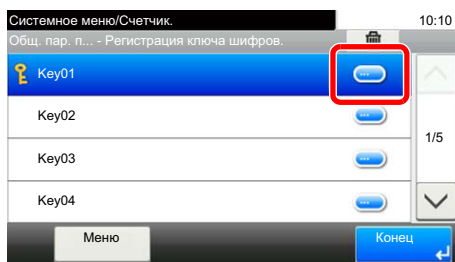 Системное меню/Счетчик.
10:10
Общ. пар. п... - Регистрация ключа шифров.
Key01
Key02
1/5
Key03
Key04
Меню
Конец